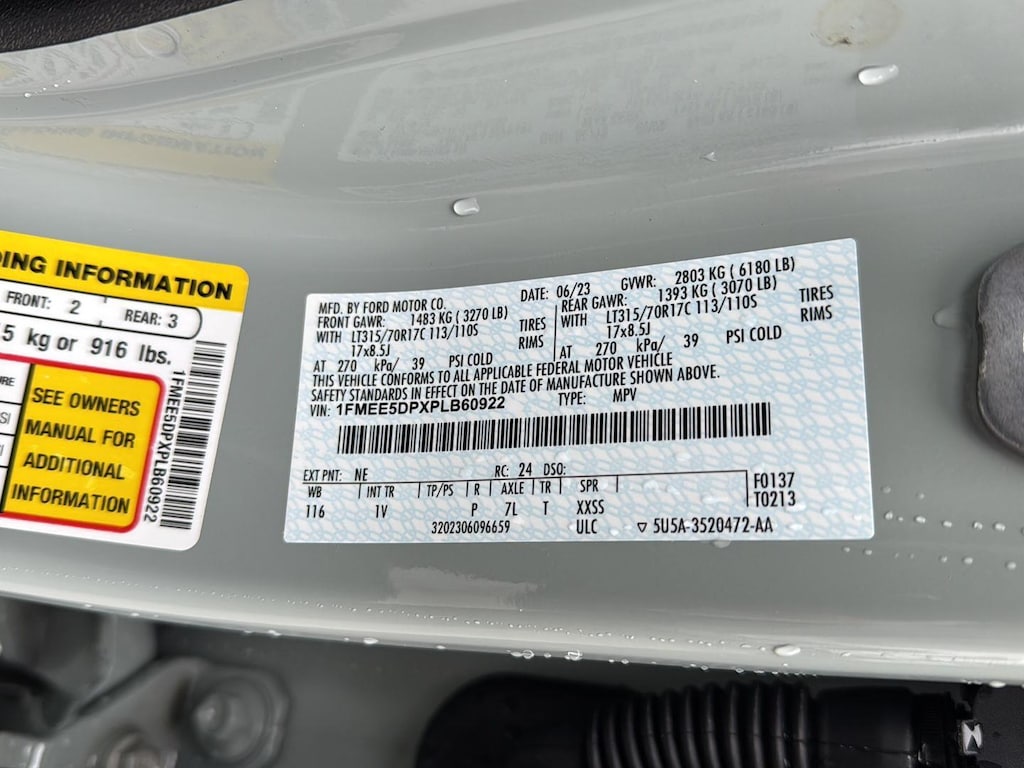 ING INFORMATION
FRONT: 2 REAR: 3
5 kg or 916 lbs.
SEE OWNERS
MANUAL FOR
ADDITIONAL
INFORMATION
1FMEE5DPXPLB60922
MFD. BY FORD MOTOR CO. DATE: 06/23 GVWR: 2803 KG ( 6180 LB)
FRONT GAWR: 1483 KG ( 3270 LB) REAR GAWR: 1393 KG ( 3070 LB)
WITH LT315/70R17C 113/110S TIRES WITH LT315/70R17C 113/110S TIRES
17x8.5J RIMS 17x8.5J RIMS
AT 270 kPa/ 39 PSI COLD AT 270 kPa/ 39 PSI COLD
THIS VEHICLE CONFORMS TO ALL APPLICABLE FEDERAL MOTOR VEHICLE
SAFETY STANDARDS IN EFFECT ON THE DATE OF MANUFACTURE SHOWN ABOVE.
VIN: 1FMEE5DPXPLB60922 TYPE: MPV
EXT PNT: NE RC: 24 DSO:
WB INT TR TP/PS R AXLE TR SPR F0137
116 1V P 7L T XXSS T0213
3202306096659 ULC ▽ 5U5A-3520472-AA